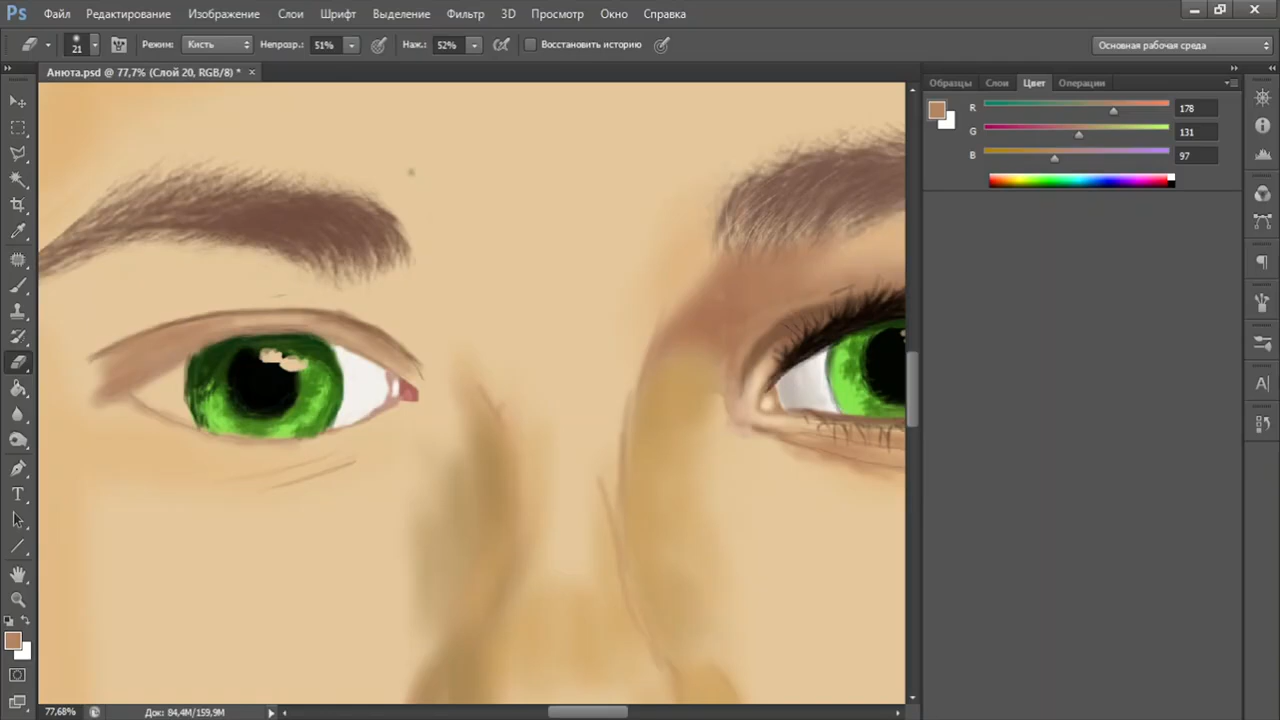 Ps Файл Редактирование Изображение Слои Шрифт Выделение Фильтр 3D Просмотр Окно Справка
21 Режим: Кисть Непрозр.: 51% Наж.: 52% Восстановить историю Основная рабочая среда
Анюта.psd @ 77,7% (Слой 20, RGB/8) * ×
Образцы Слои Цвет Операции
R 178
G 131
B 97
77,68% Док: 84,4M/159,9M